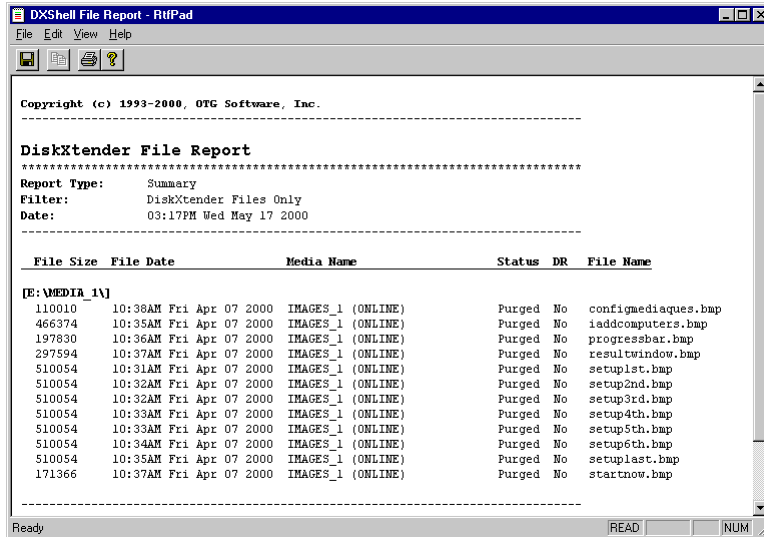 DXShell File Report - RtfPad
File Edit View Help
Copyright (c) 1993-2000, OTG Software, Inc.
--------------------------------------------------------------------------------
DiskXtender File Report
********************************************************************************
Report Type: Summary
Filter: DiskXtender Files Only
Date: 03:17PM Wed May 17 2000
--------------------------------------------------------------------------------
File Size File Date Media Name Status DR File Name
[E:\MEDIA_1\]
110010 10:38AM Fri Apr 07 2000 IMAGES_1 (ONLINE) Purged No configmediaques.bmp
466374 10:35AM Fri Apr 07 2000 IMAGES_1 (ONLINE) Purged No iaddcomputers.bmp
197830 10:36AM Fri Apr 07 2000 IMAGES_1 (ONLINE) Purged No progressbar.bmp
297594 10:37AM Fri Apr 07 2000 IMAGES_1 (ONLINE) Purged No resultwindow.bmp
510054 10:31AM Fri Apr 07 2000 IMAGES_1 (ONLINE) Purged No setup1st.bmp
510054 10:32AM Fri Apr 07 2000 IMAGES_1 (ONLINE) Purged No setup2nd.bmp
510054 10:32AM Fri Apr 07 2000 IMAGES_1 (ONLINE) Purged No setup3rd.bmp
510054 10:33AM Fri Apr 07 2000 IMAGES_1 (ONLINE) Purged No setup4th.bmp
510054 10:33AM Fri Apr 07 2000 IMAGES_1 (ONLINE) Purged No setup5th.bmp
510054 10:34AM Fri Apr 07 2000 IMAGES_1 (ONLINE) Purged No setup6th.bmp
510054 10:35AM Fri Apr 07 2000 IMAGES_1 (ONLINE) Purged No setuplast.bmp
171366 10:37AM Fri Apr 07 2000 IMAGES_1 (ONLINE) Purged No startnow.bmp
--------------------------------------------------------------------------------
Ready READ NUM